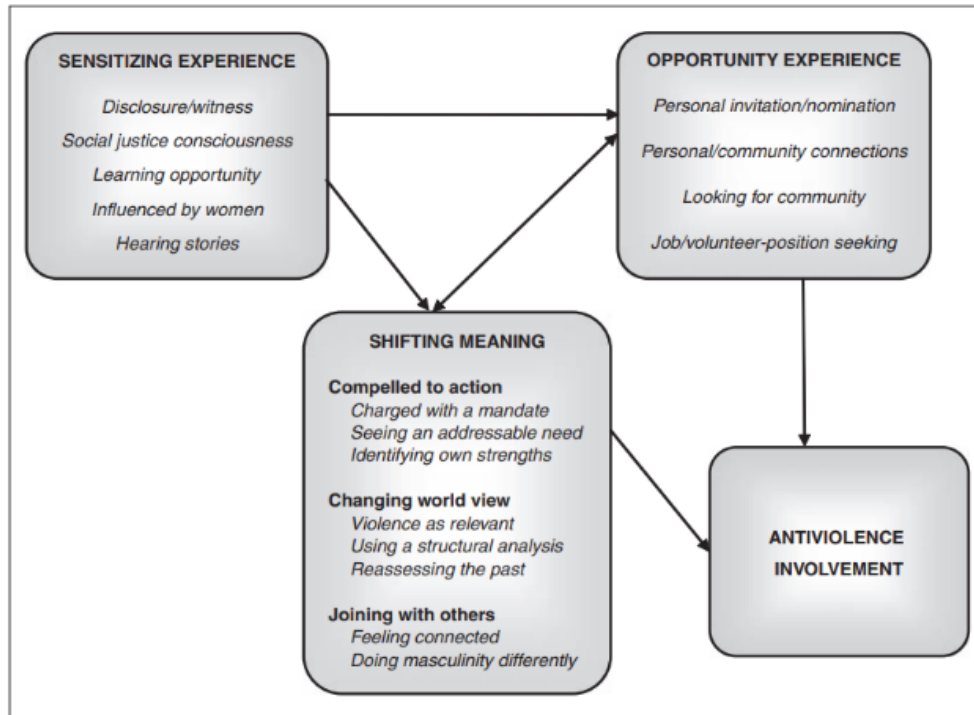 SENSITIZING EXPERIENCE
Disclosure/witness
Social justice consciousness
Learning opportunity
Influenced by women
Hearing stories
OPPORTUNITY EXPERIENCE
Personal invitation/nomination
Personal/community connections
Looking for community
Job/volunteer-position seeking
SHIFTING MEANING
Compelled to action
Charged with a mandate
Seeing an addressable need
Identifying own strengths
Changing world view
Violence as relevant
Using a structural analysis
Reassessing the past
Joining with others
Feeling connected
Doing masculinity differently
ANTIVIOLENCE
INVOLVEMENT